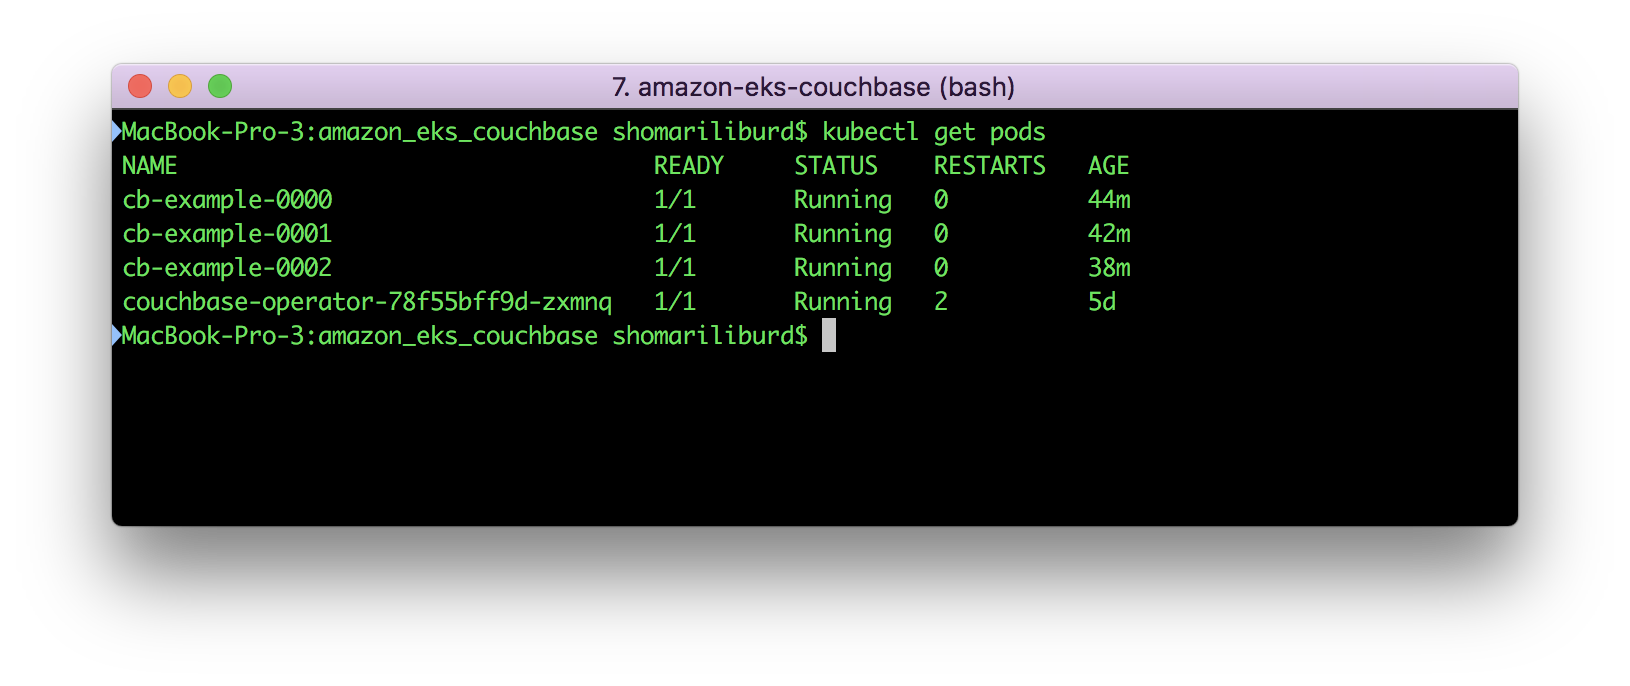 7. amazon-eks-couchbase (bash)
MacBook-Pro-3:amazon_eks_couchbase shomariliburd$ kubectl get pods
NAME READY STATUS RESTARTS AGE
cb-example-0000 1/1 Running 0 44m
cb-example-0001 1/1 Running 0 42m
cb-example-0002 1/1 Running 0 38m
couchbase-operator-78f55bff9d-zxmnq 1/1 Running 2 5d
MacBook-Pro-3:amazon_eks_couchbase shomariliburd$